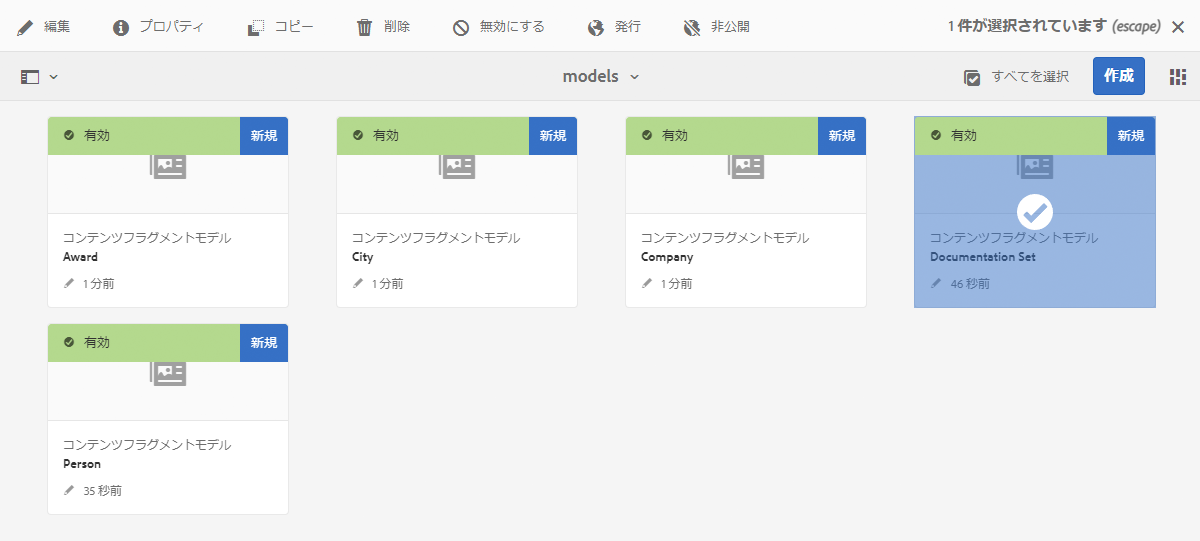 編集 プロパティ コピー 削除 無効にする 発行 非公開 1 件が選択されています (escape)
models すべてを選択 作成
有効 新規 有効 新規 有効 新規 有効 新規
コンテンツフラグメントモデル コンテンツフラグメントモデル コンテンツフラグメントモデル コンテンツフラグメントモデル
Award City Company Documentation Set
1 分前 1 分前 1 分前 46 秒前
有効 新規
コンテンツフラグメントモデル
Person
35 秒前